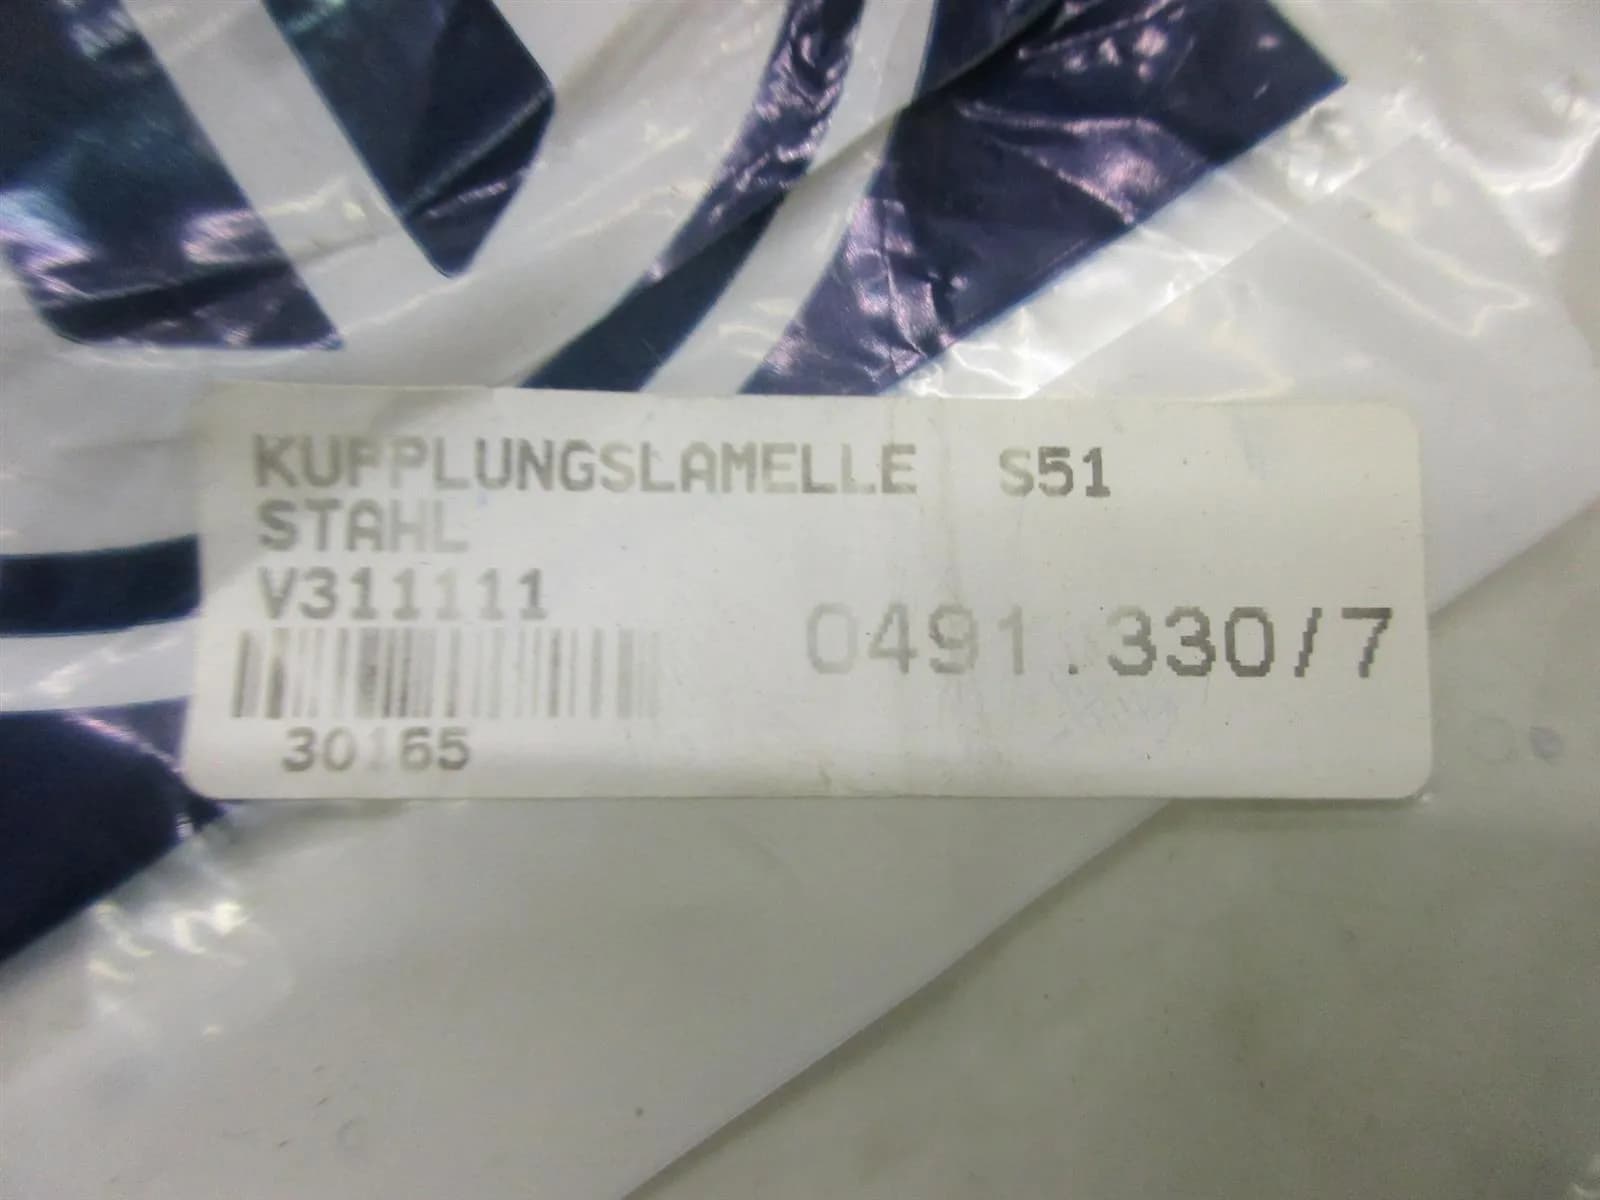 KUPPLUNGSLAMELLE S51
STAHL
V311111
0491.330/7
30165